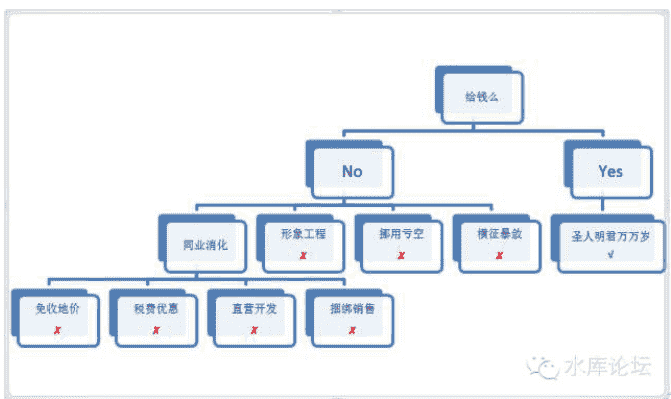 给钱么
No
Yes
同业消化
形象工程
✗
挪用亏空
✗
横征暴敛
✗
圣人明君万万岁
√
免收地价
✗
税费优惠
✗
直营开发
✗
捆绑销售
✗
水库论坛